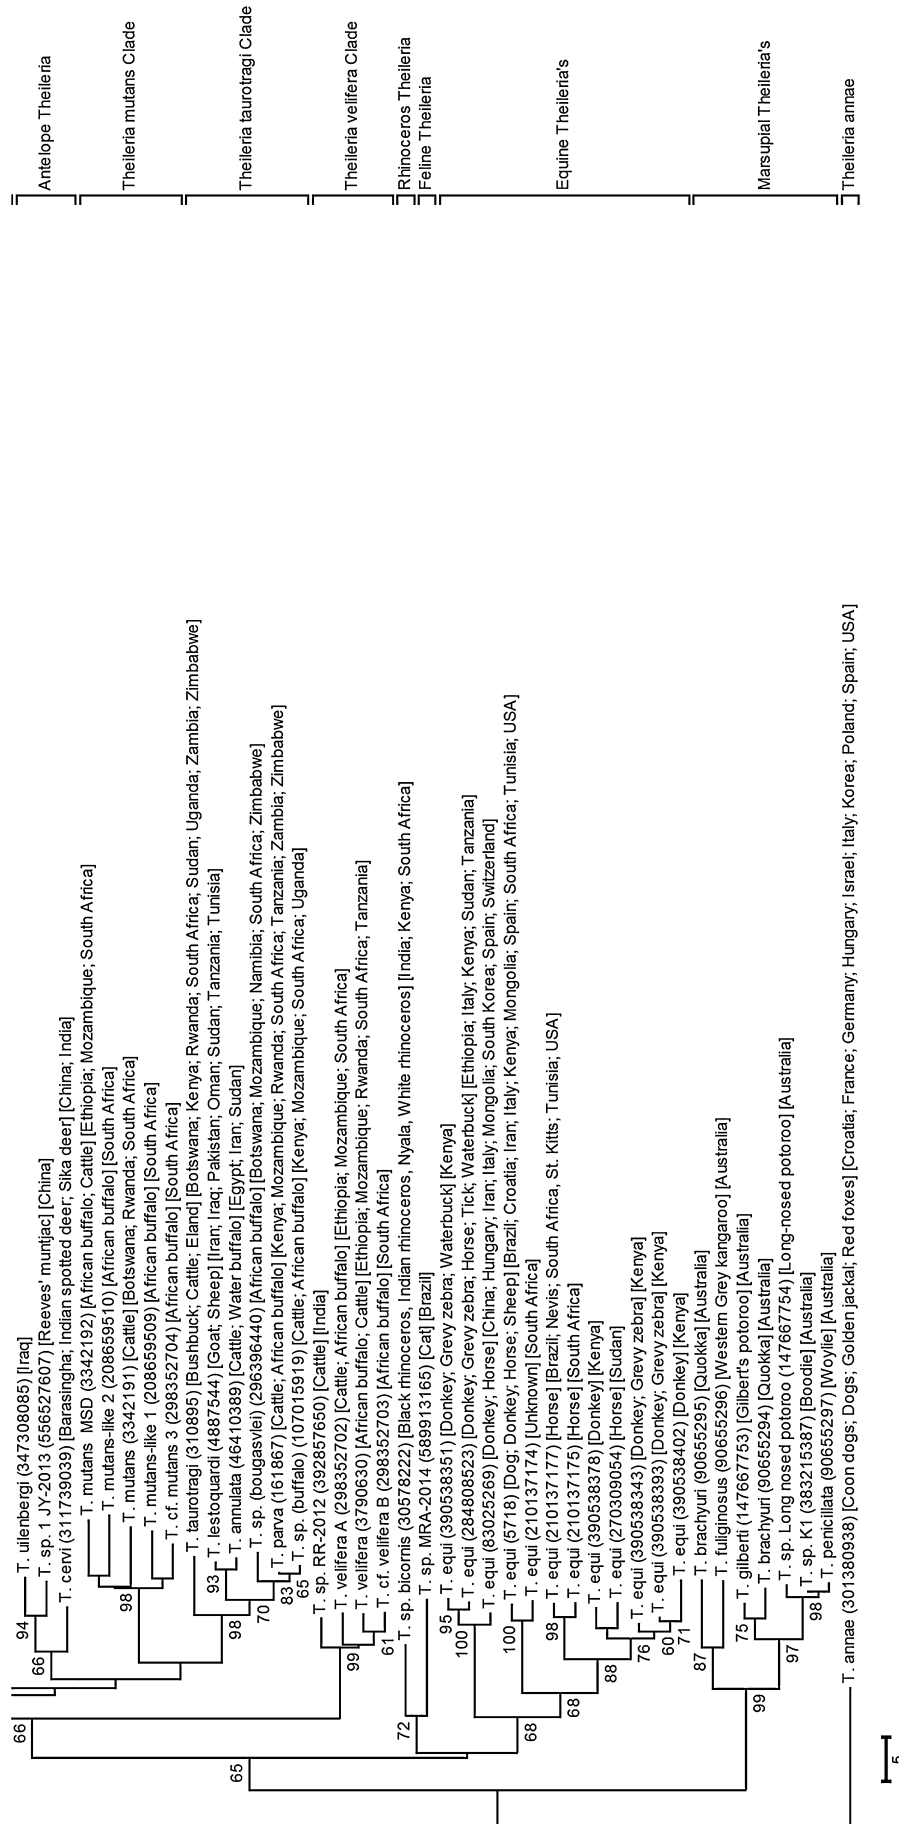 T. uilenbergi (347308085) [Iraq]
T. sp. 1 JY-2013 (556527607) [Reeves' muntjac] [China]
T. cervi (311739039) [Barasingha; Indian spotted deer; Sika deer] [China; India]
T. mutans MSD (3342192) [African buffalo; Cattle] [Ethiopia; Mozambique; South Africa]
T. mutans-like 2 (208659510) [African buffalo] [South Africa]
T. mutans (3342191) [Cattle] [Botswana; Rwanda; South Africa]
T. mutans-like 1 (208659509) [African buffalo] [South Africa]
T. cf. mutans 3 (298352704) [African buffalo] [South Africa]
T. taurotragi (310895) [Bushbuck; Cattle; Eland] [Botswana; Kenya; Rwanda; South Africa; Sudan; Uganda; Zambia; Zimbabwe]
T. lestoquardi (4887544) [Goat; Sheep] [Iran; Iraq; Pakistan; Oman; Sudan; Tanzania; Tunisia]
T. annulata (46410389) [Cattle; Water buffalo] [Egypt; Iran; Sudan]
T. sp. (bougasvlei) (296396440) [African buffalo] [Botswana; Mozambique; Namibia; South Africa; Zimbabwe]
T. parva (161867) [Cattle; African buffalo] [Kenya; Mozambique; Rwanda; South Africa; Tanzania; Zambia; Zimbabwe]
T. sp. (buffalo) (107015919) [Cattle; African buffalo] [Kenya; Mozambique; South Africa; Uganda]
T. sp. RR-2012 (392857650) [Cattle] [India]
T. velifera A (298352702) [Cattle; African buffalo] [Ethiopia; Mozambique; South Africa]
T. velifera (3790630) [African buffalo; Cattle] [Ethiopia; Mozambique; Rwanda; South Africa; Tanzania]
T. cf. velifera B (298352703) [African buffalo] [South Africa]
T. sp. bicornis (30578222) [Black rhinoceros, Indian rhinoceros, Nyala, White rhinoceros] [India; Kenya; South Africa]
T. sp. MRA-2014 (589913165) [Cat] [Brazil]
T. equi (390538351) [Donkey; Grevy zebra; Waterbuck] [Kenya]
T. equi (284808523) [Donkey; Grevy zebra; Horse; Tick; Waterbuck] [Ethiopia; Italy; Kenya; Sudan; Tanzania]
T. equi (83025269) [Donkey; Horse] [China; Hungary; Iran; Italy; Mongolia; South Korea; Spain; Switzerland]
T. equi (5718) [Dog; Donkey; Horse; Sheep] [Brazil; Croatia; Iran; Italy; Kenya; Mongolia; Spain; South Africa; Tunisia; USA]
T. equi (210137174) [Unknown] [South Africa]
T. equi (210137177) [Horse] [Brazil; Nevis; South Africa, St. Kitts; Tunisia; USA]
T. equi (210137175) [Horse] [South Africa]
T. equi (390538378) [Donkey] [Kenya]
T. equi (270309054) [Horse] [Sudan]
T. equi (390538343) [Donkey; Grevy zebra] [Kenya]
T. equi (390538393) [Donkey; Grevy zebra] [Kenya]
T. equi (390538402) [Donkey] [Kenya]
T. brachyuri (90655295) [Quokka] [Australia]
T. fuliginosus (90655296) [Western Grey kangaroo] [Australia]
T. gilberti (147667753) [Gilbert's potoroo] [Australia]
T. brachyuri (90655294) [Quokka] [Australia]
T. sp. Long nosed potoroo (147667754) [Long-nosed potoroo] [Australia]
T. sp. K1 (383215387) [Boodie] [Australia]
T. penicillata (90655297) [Woylie] [Australia]
T. annae (301380938) [Coon dogs; Dogs; Golden jackal; Red foxes] [Croatia; France; Germany; Hungary; Israel; Italy; Korea; Poland; Spain; USA]
Antelope Theileria
Theileria mutans Clade
Theileria taurotragi Clade
Theileria velifera Clade
Rhinoceros Theileria
Feline Theileria
Equine Theileria's
Marsupial Theileria's
Theileria annae
94
66
98
93
98
70
83
65
99
61
66
72
95
100
100
98
88
76
60
71
68
68
65
87
75
98
97
99
5